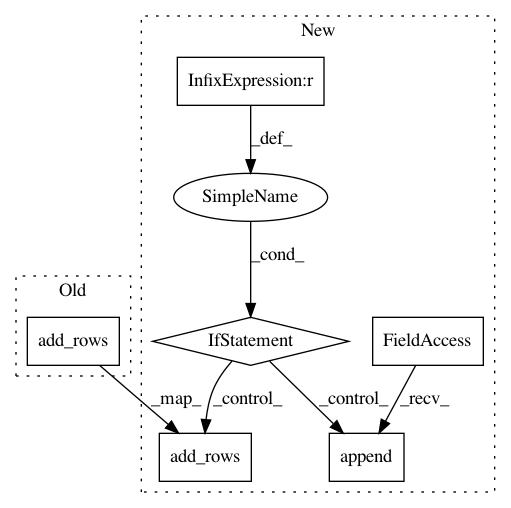 New
InfixExpression:r
_def_
SimpleName
_cond_
Old
add_rows
IfStatement
FieldAccess
_map_
_control_
_control_
_recv_
add_rows
append